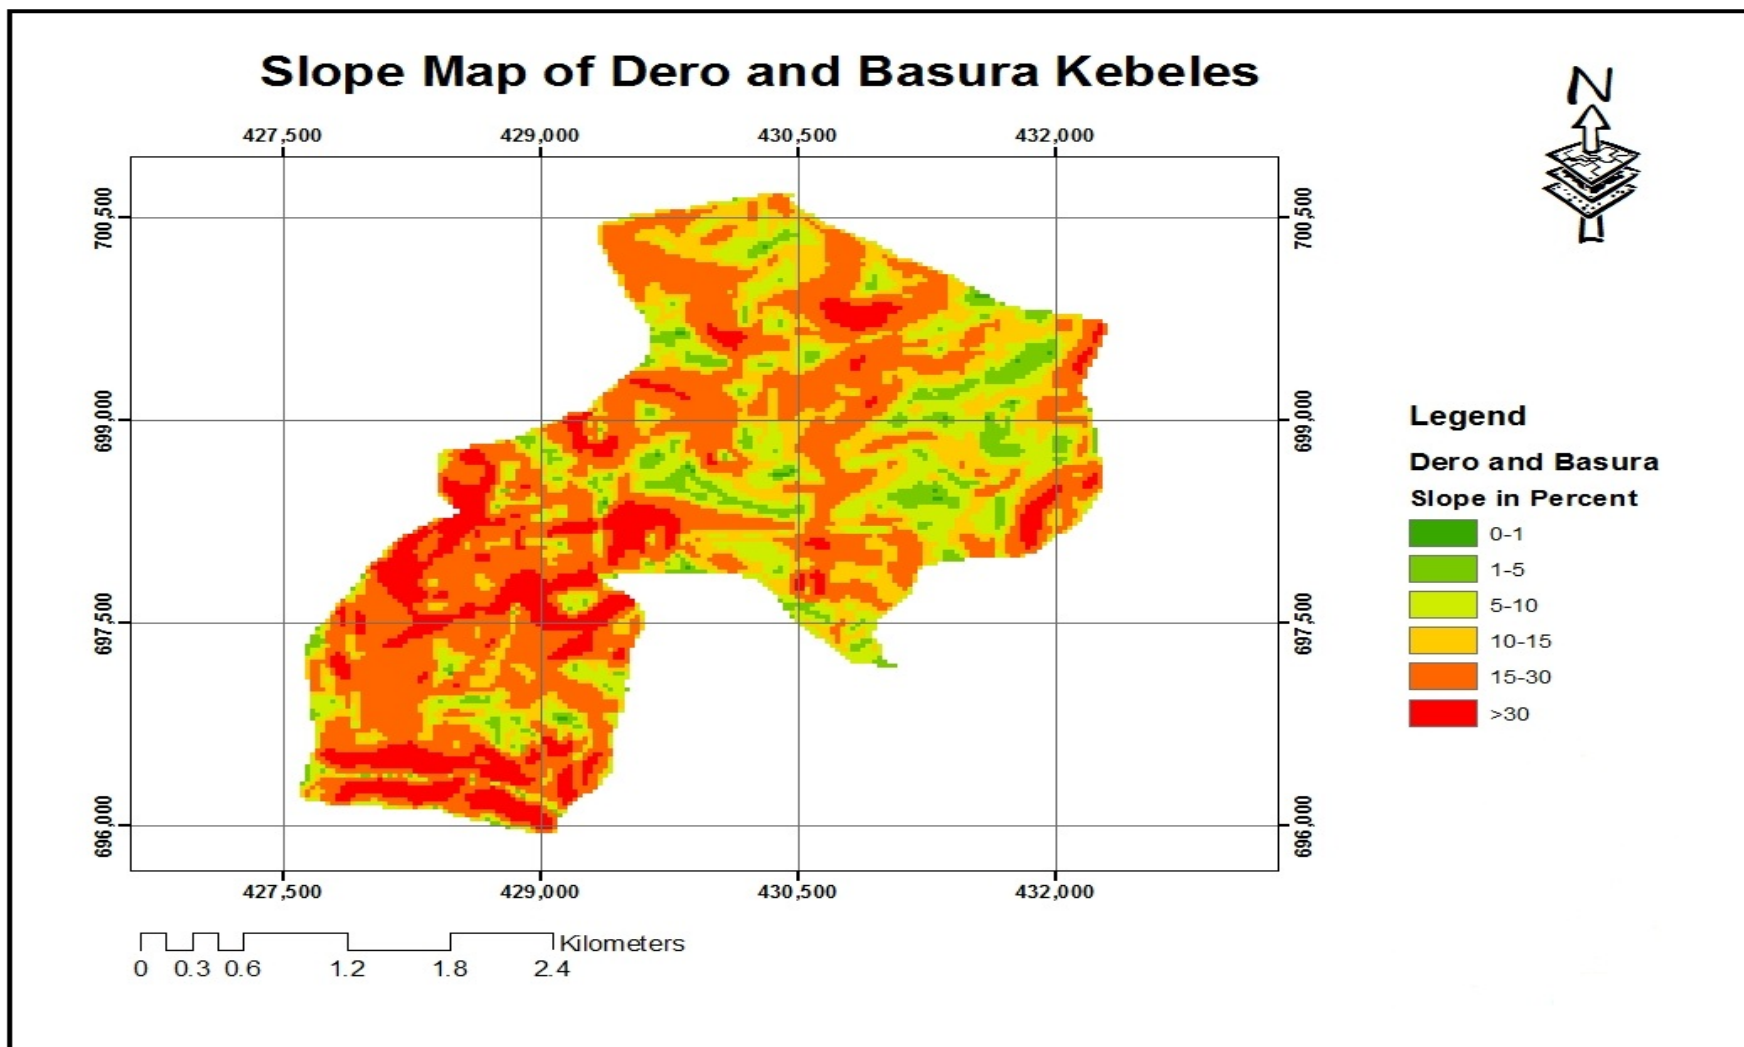 Slope Map of Dero and Basura Kebeles
N
427,500 429,000 430,500 432,000
700,500 700,500
699,000 699,000
697,500 697,500
696,000 696,000
427,500 429,000 430,500 432,000
Legend
Dero and Basura
Slope in Percent
0-1
1-5
5-10
10-15
15-30
>30
Kilometers
0 0.3 0.6 1.2 1.8 2.4